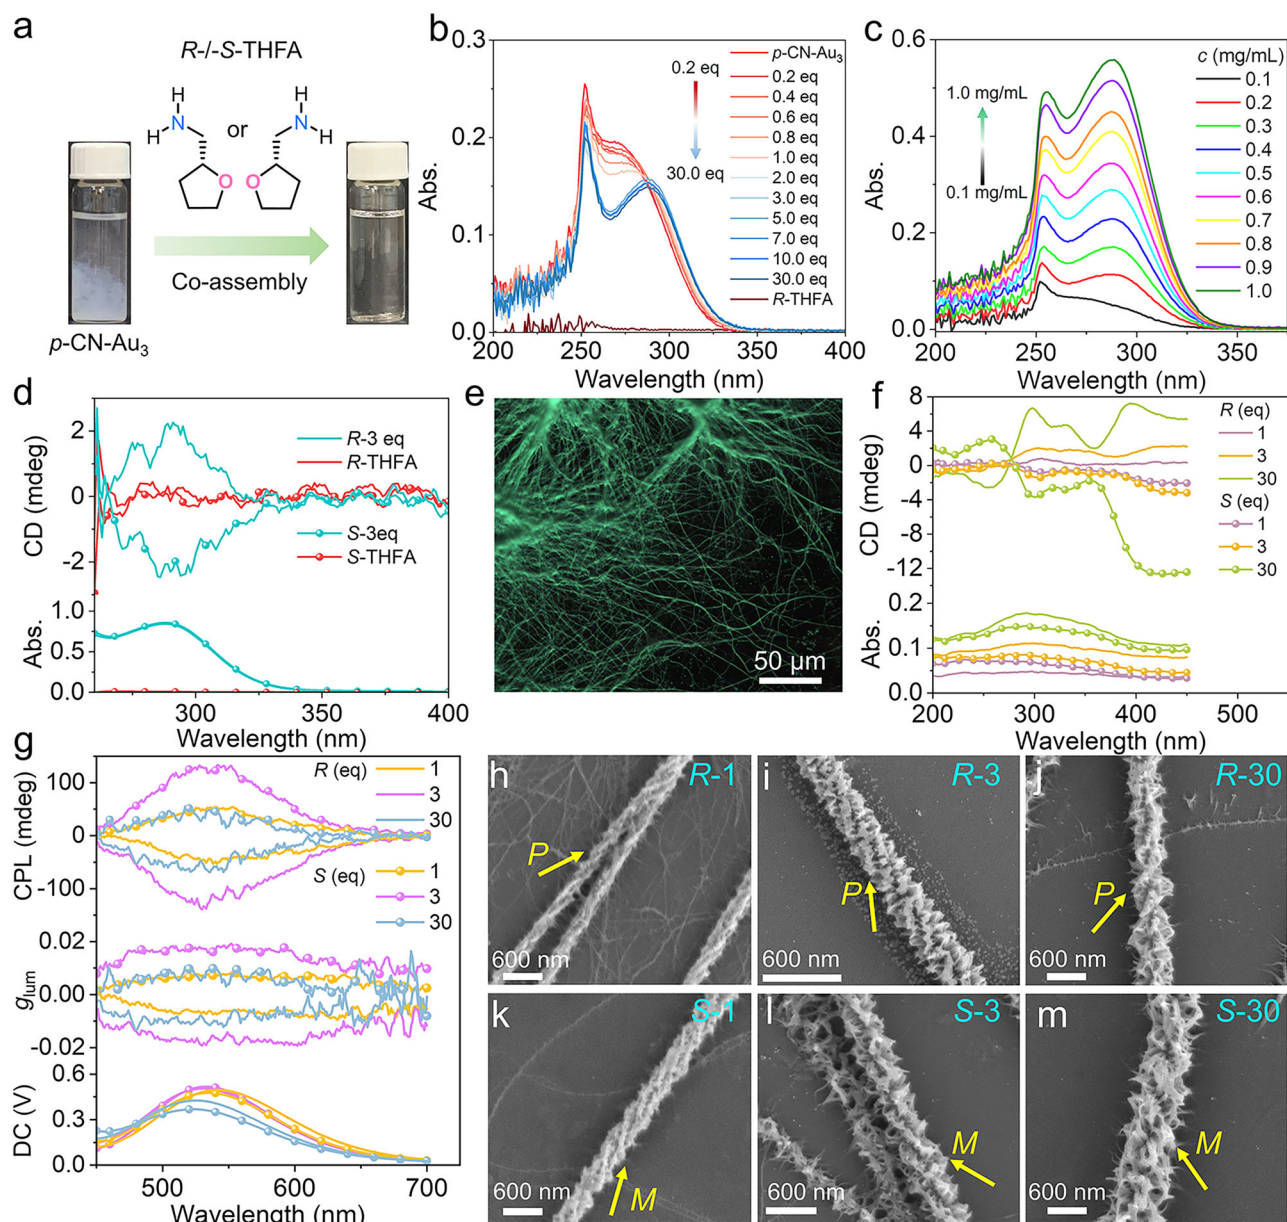 a
R-/-S-THFA
H
H
N
or
H
H
N
O
O
Co-assembly
p-CN-Au3
b
0.3
0.2
0.1
0.0
Abs.
200
250
300
350
400
Wavelength (nm)
0.2 eq
30.0 eq
p-CN-Au3
0.2 eq
0.4 eq
0.6 eq
0.8 eq
1.0 eq
2.0 eq
3.0 eq
5.0 eq
7.0 eq
10.0 eq
30.0 eq
R-THFA
c
0.6
0.4
0.2
0.0
Abs.
200
250
300
350
Wavelength (nm)
1.0 mg/mL
0.1 mg/mL
c (mg/mL)
0.1
0.2
0.3
0.4
0.5
0.6
0.7
0.8
0.9
1.0
d
CD (mdeg)
2
0
-2
R-3 eq
R-THFA
S-3eq
S-THFA
Abs.
1.0
0.5
0.0
300
350
400
Wavelength (nm)
e
50 µm
f
CD (mdeg)
8
4
0
-4
-8
-12
R (eq)
1
3
30
S (eq)
1
3
30
Abs.
0.2
0.1
0.0
200
300
400
500
Wavelength (nm)
g
CPL (mdeg)
100
0
-100
R (eq)
1
3
30
S (eq)
1
3
30
glum
0.02
0.00
-0.02
DC (V)
0.6
0.3
0.0
500
600
700
Wavelength (nm)
h
R-1
P
600 nm
i
R-3
P
600 nm
j
R-30
P
600 nm
k
S-1
M
600 nm
l
S-3
M
600 nm
m
S-30
M
600 nm